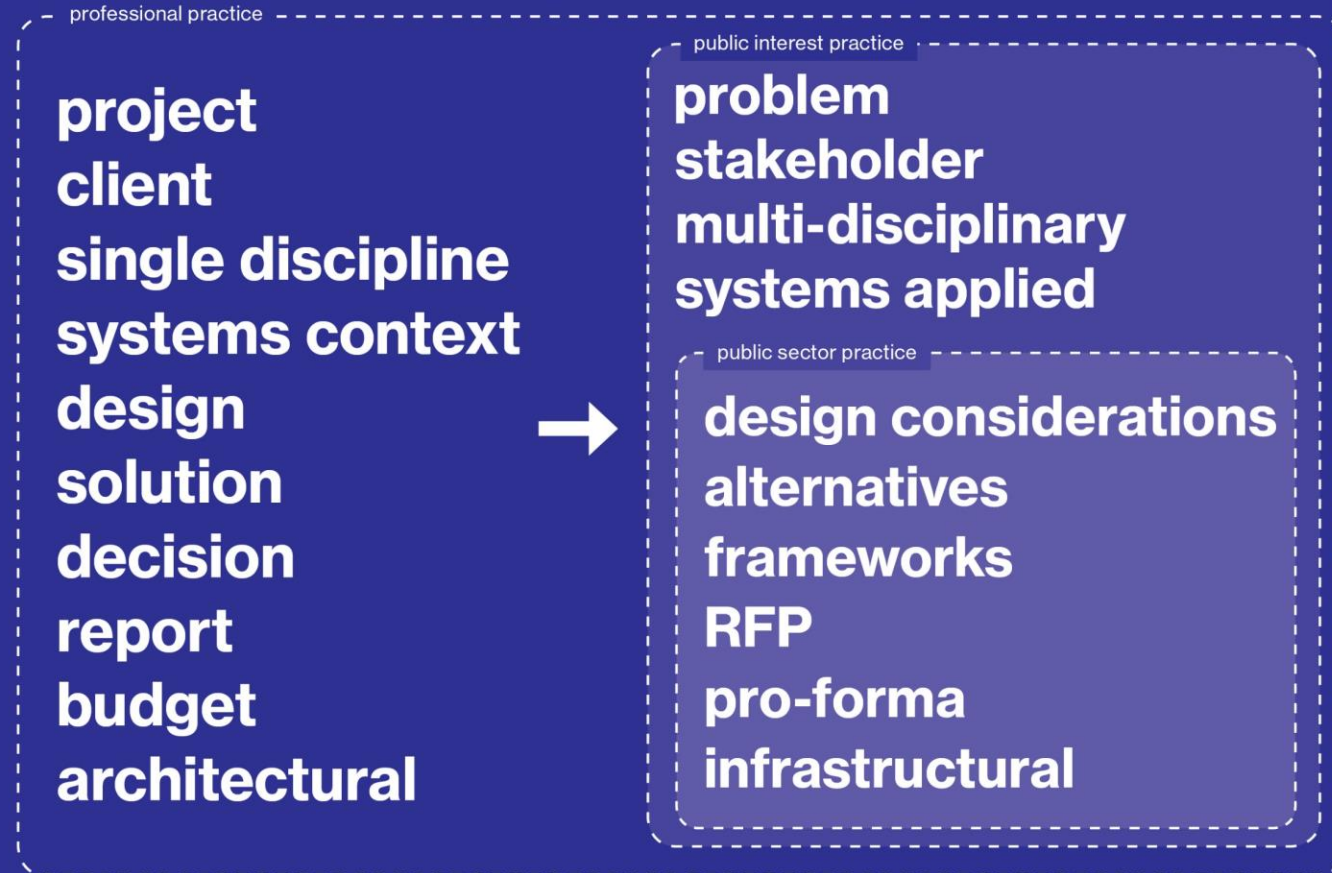 professional practice
project
client
single discipline
systems context
design
solution
decision
report
budget
architectural
public interest practice
problem
stakeholder
multi-disciplinary
systems applied
public sector practice
design considerations
alternatives
frameworks
RFP
pro-forma
infrastructural